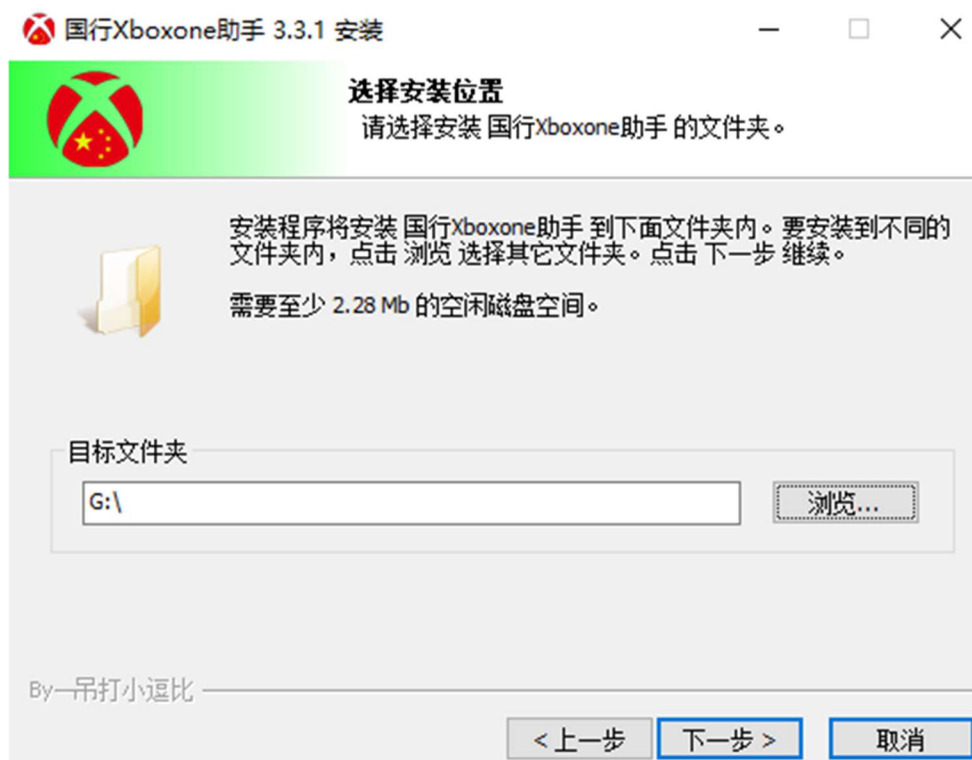 国行Xboxone助手 3.3.1 安装
选择安装位置
请选择安装 国行Xboxone助手 的文件夹。
安装程序将安装 国行Xboxone助手 到下面文件夹内。要安装到不同的
文件夹内，点击 浏览 选择其它文件夹。点击 下一步 继续。
需要至少 2.28 Mb 的空闲磁盘空间。
目标文件夹
G:\
浏览...
By—吊打小逗比
< 上一步
下一步 >
取消